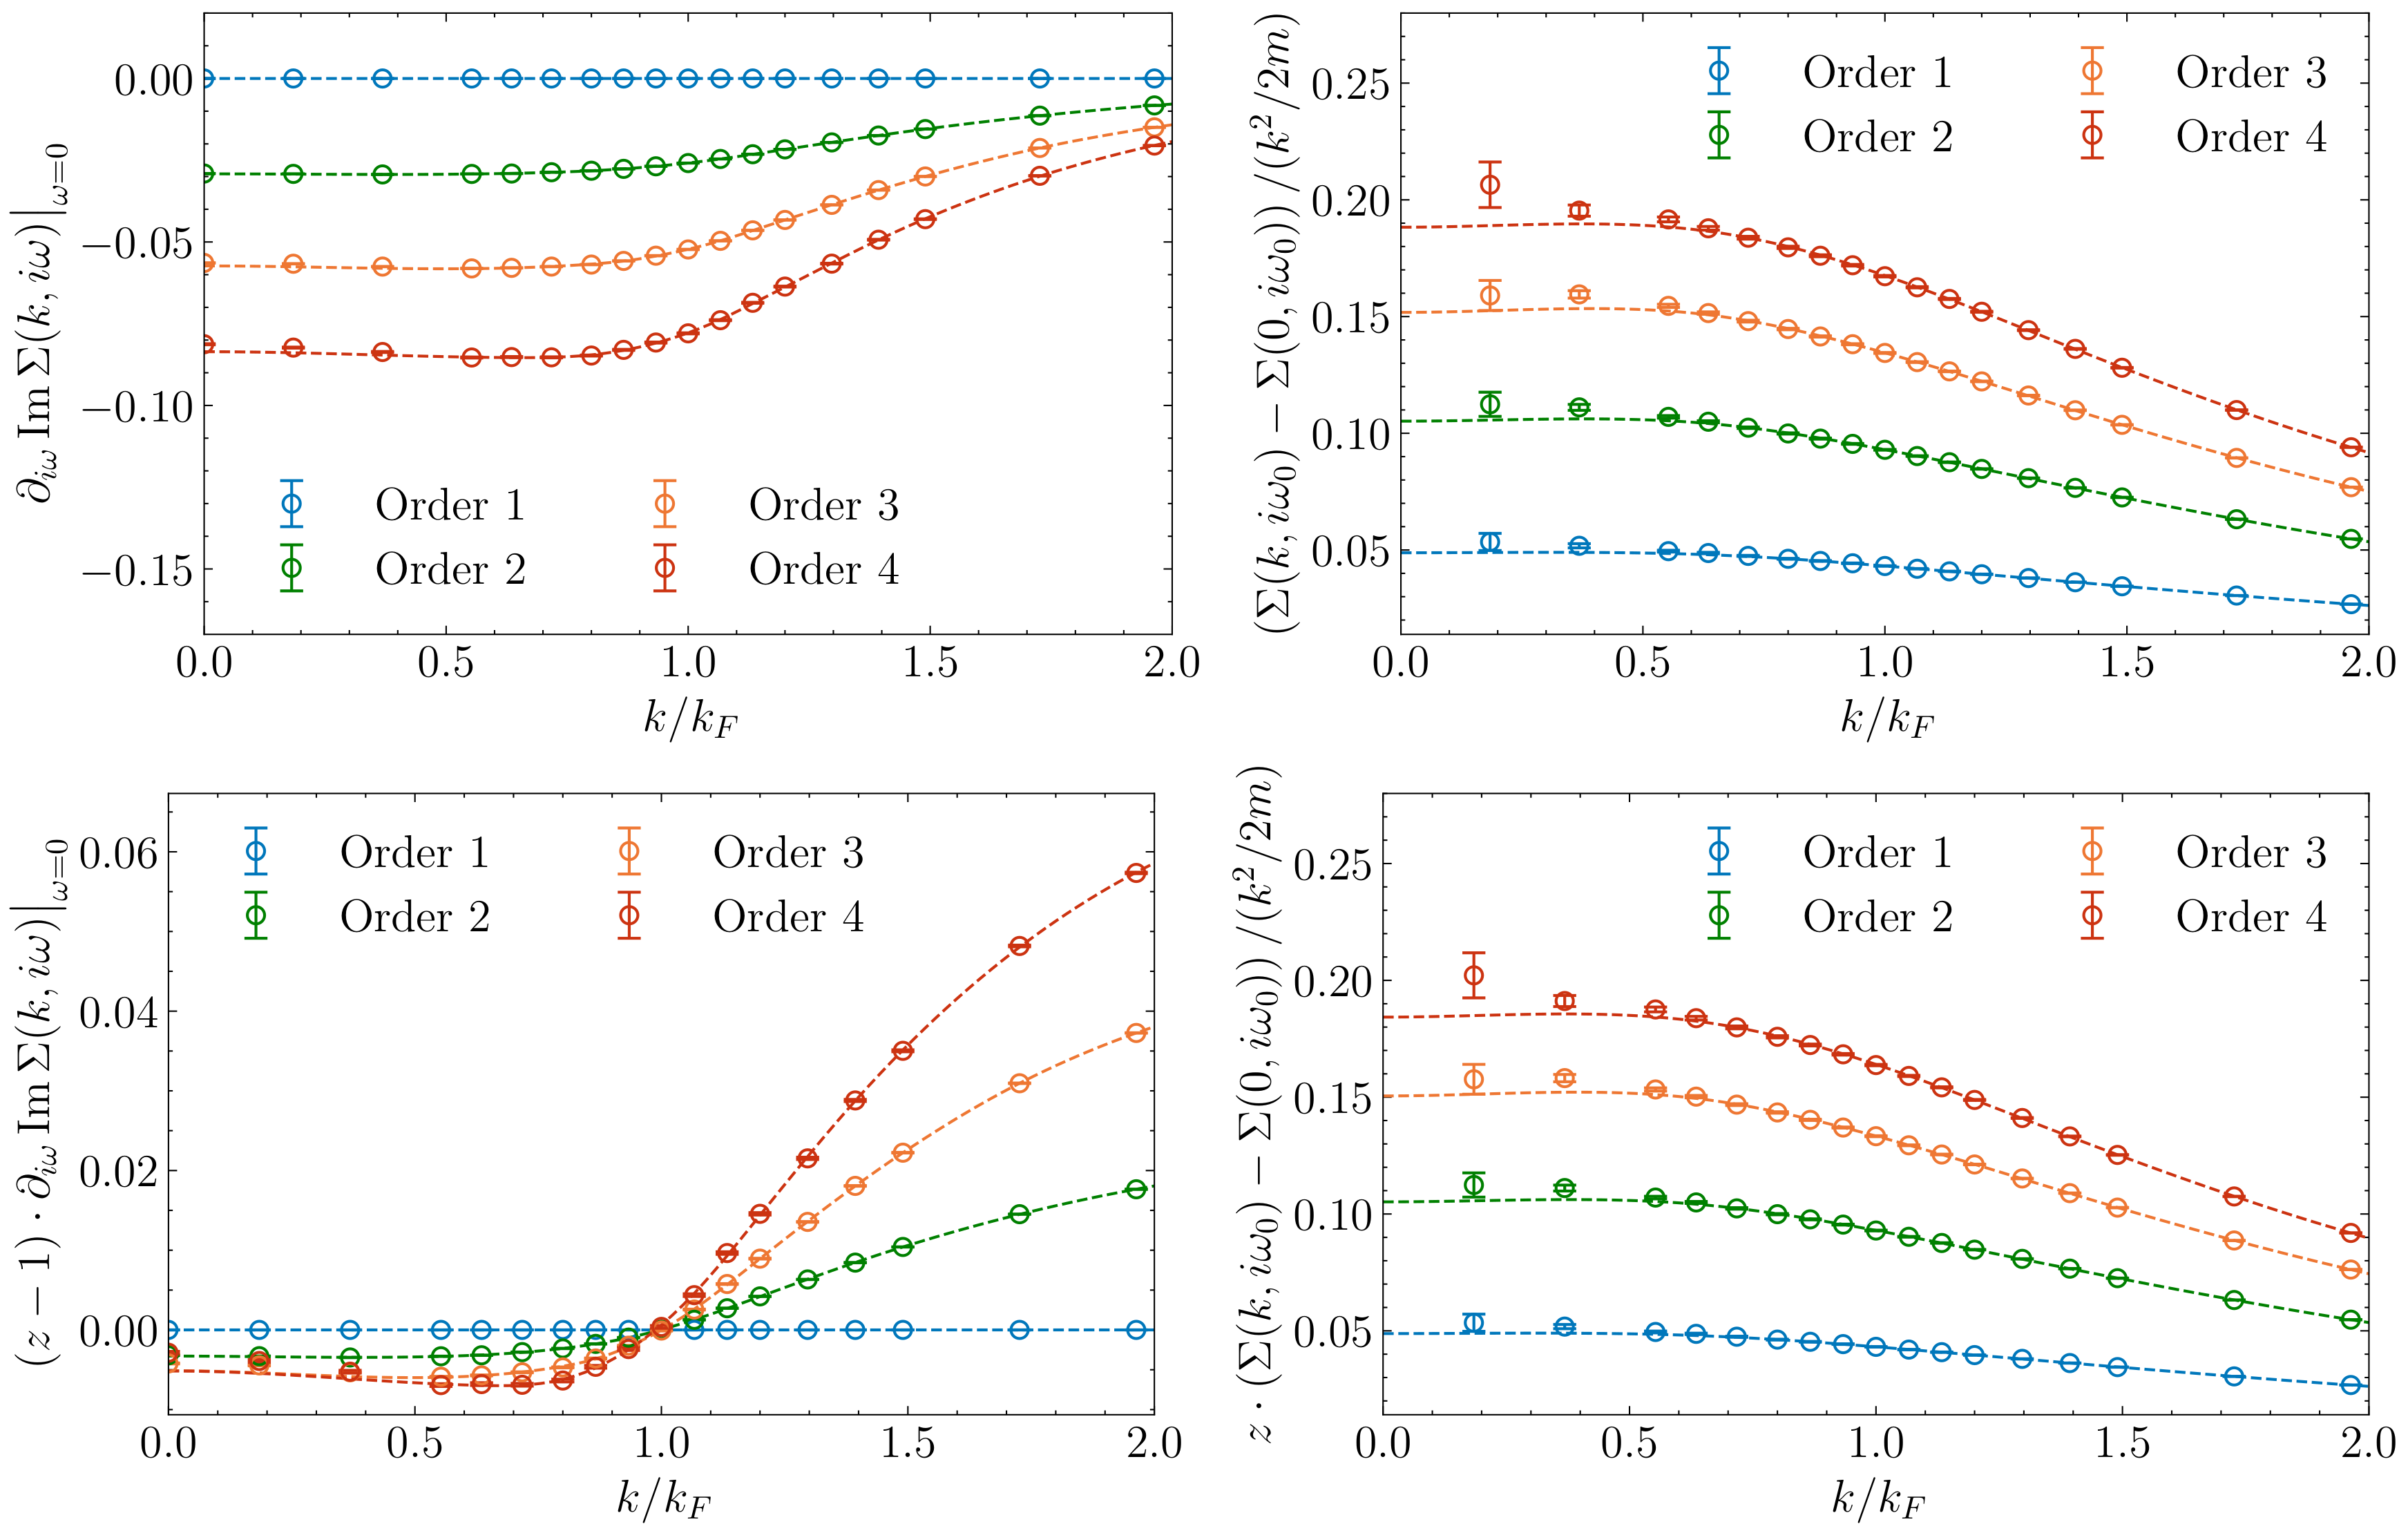 ∂_{iω} Im Σ(k, iω)|_{ω=0}
0.00
−0.05
−0.10
−0.15
Order 1
Order 2
Order 3
Order 4
0.0 0.5 1.0 1.5 2.0
k/k_F
(Σ(k, iω_0) − Σ(0, iω_0)) /(k^2/2m)
0.25
0.20
0.15
0.10
0.05
Order 1
Order 2
Order 3
Order 4
0.0 0.5 1.0 1.5 2.0
k/k_F
(z − 1) · ∂_{iω} Im Σ(k, iω)|_{ω=0}
0.06
0.04
0.02
0.00
Order 1
Order 2
Order 3
Order 4
0.0 0.5 1.0 1.5 2.0
k/k_F
z · (Σ(k, iω_0) − Σ(0, iω_0)) /(k^2/2m)
0.25
0.20
0.15
0.10
0.05
Order 1
Order 2
Order 3
Order 4
0.0 0.5 1.0 1.5 2.0
k/k_F